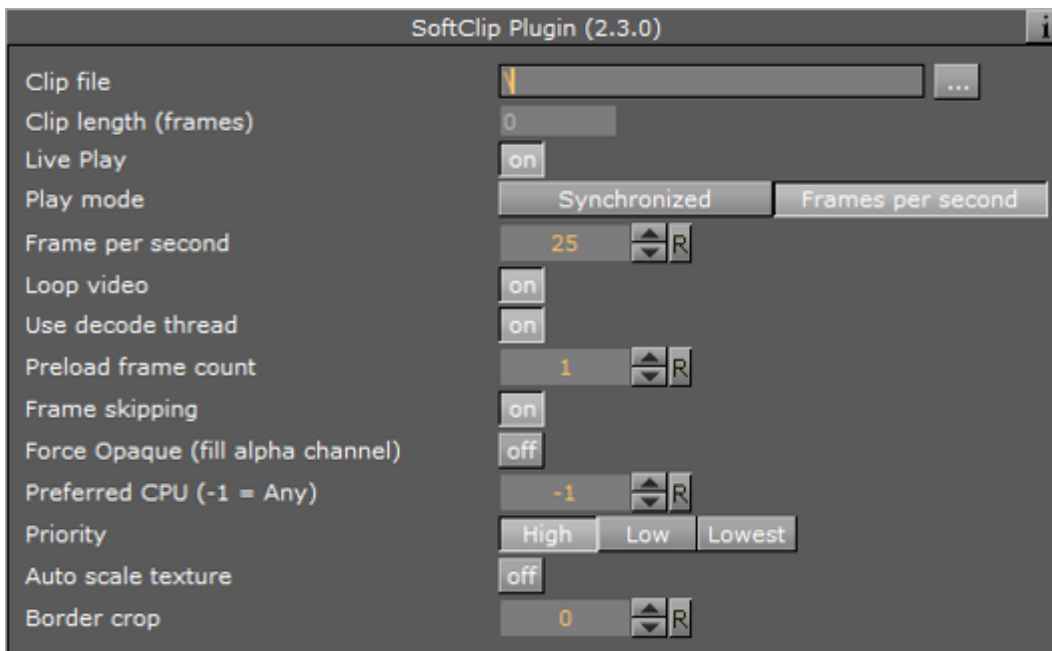 SoftClip Plugin (2.3.0) i
Clip file \ ...
Clip length (frames) 0
Live Play on
Play mode Synchronized Frames per second
Frame per second 25 R
Loop video on
Use decode thread on
Preload frame count 1 R
Frame skipping on
Force Opaque (fill alpha channel) off
Preferred CPU (-1 = Any) -1 R
Priority High Low Lowest
Auto scale texture off
Border crop 0 R